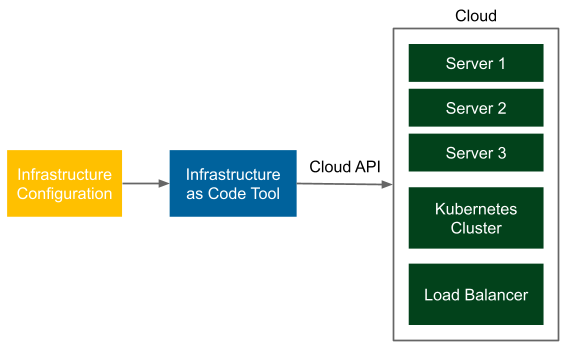 Cloud
Server 1
Server 2
Server 3
Infrastructure
Configuration
Infrastructure
as Code Tool
Cloud API
Kubernetes
Cluster
Load Balancer